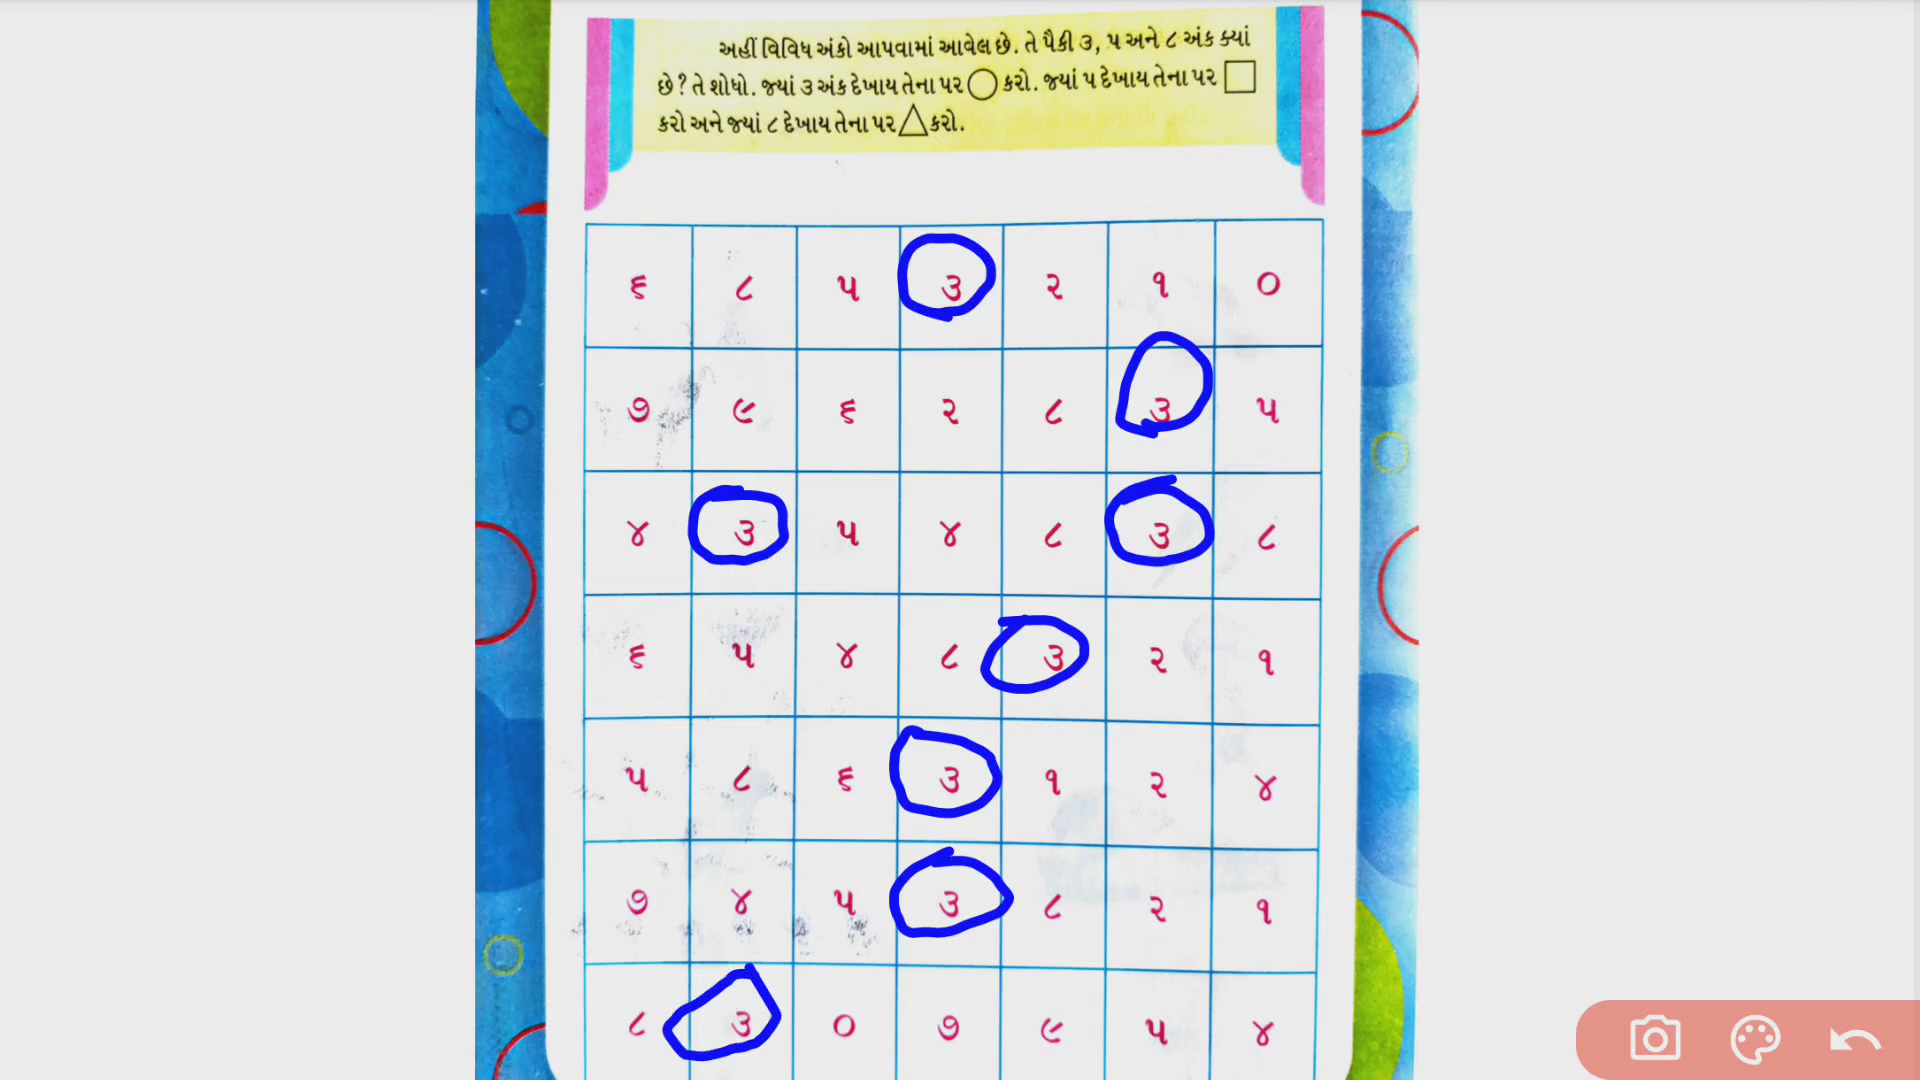 અહીં વિવિધ અંકો આપવામાં આવેલ છે. તે પૈકી ૩, ૫ અને ૮ અંક ક્યાં
છે? તે શોધો. જ્યાં ૩ અંક દેખાય તેના પર કરો. જ્યાં ૫ દેખાય તેના પર
કરો અને જ્યાં ૮ દેખાય તેના પર કરો.
૬ ૮ ૫ ૩ ૨ ૧ ૦
૭ ૯ ૬ ૨ ૮ ૩ ૫
૪ ૩ ૫ ૪ ૮ ૩ ૮
૬ ૫ ૪ ૮ ૩ ૨ ૧
૫ ૮ ૬ ૩ ૧ ૨ ૪
૭ ૪ ૫ ૩ ૮ ૨ ૧
૮ ૩ ૦ ૭ ૯ ૫ ૪